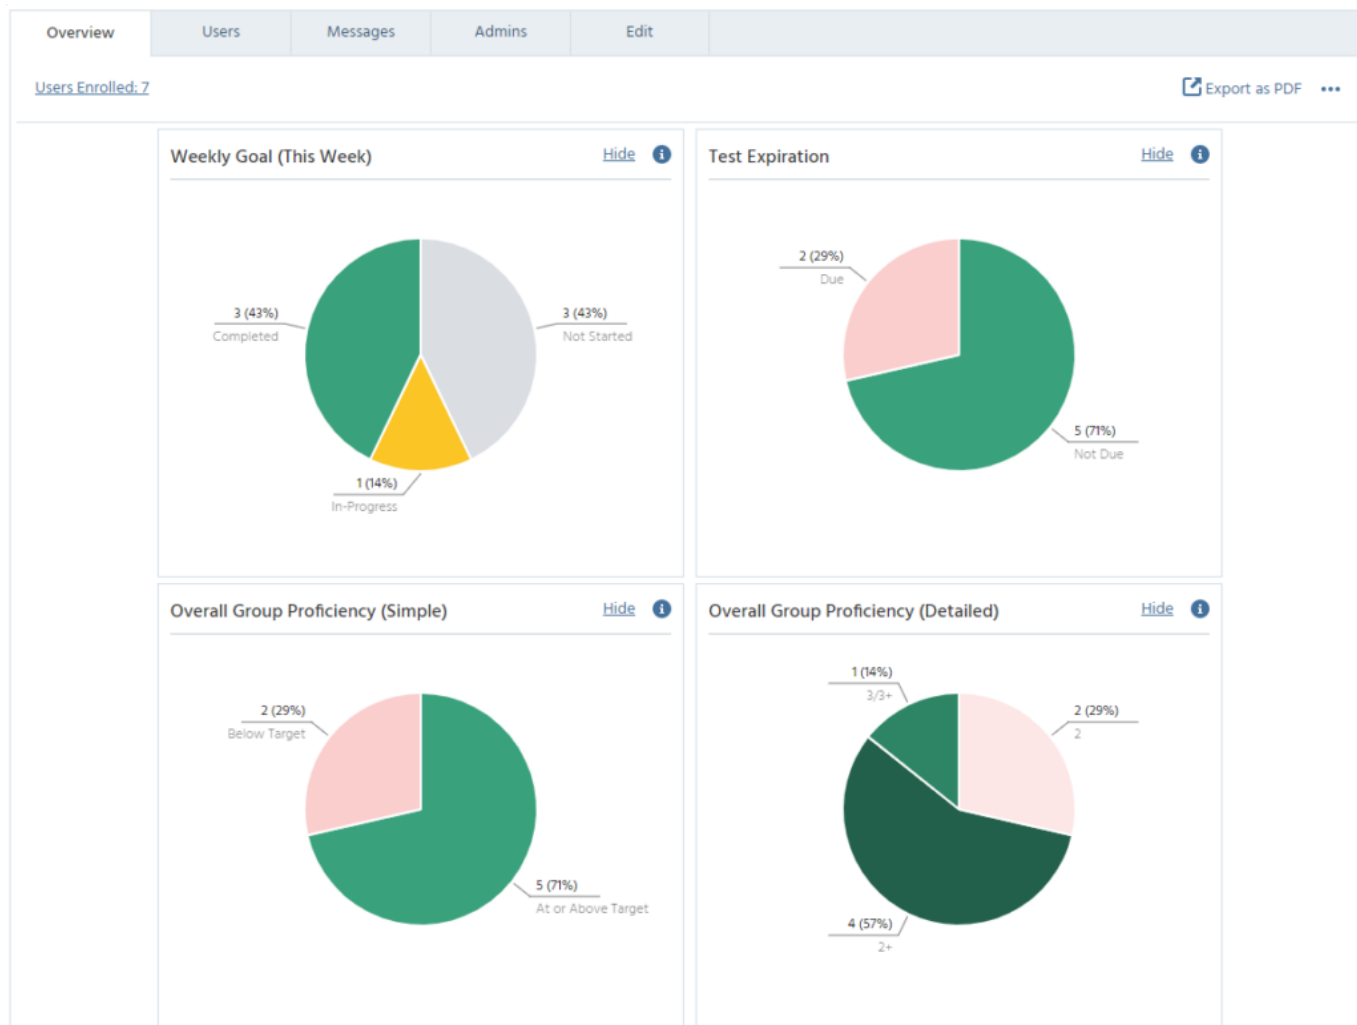 Overview
Users
Messages
Admins
Edit
Users Enrolled: 7
Export as PDF
Weekly Goal (This Week)
Hide
3 (43%)
Completed
3 (43%)
Not Started
1 (14%)
In-Progress
Test Expiration
Hide
2 (29%)
Due
5 (71%)
Not Due
Overall Group Proficiency (Simple)
Hide
2 (29%)
Below Target
5 (71%)
At or Above Target
Overall Group Proficiency (Detailed)
Hide
1 (14%)
3/3+
2 (29%)
2
4 (57%)
2+